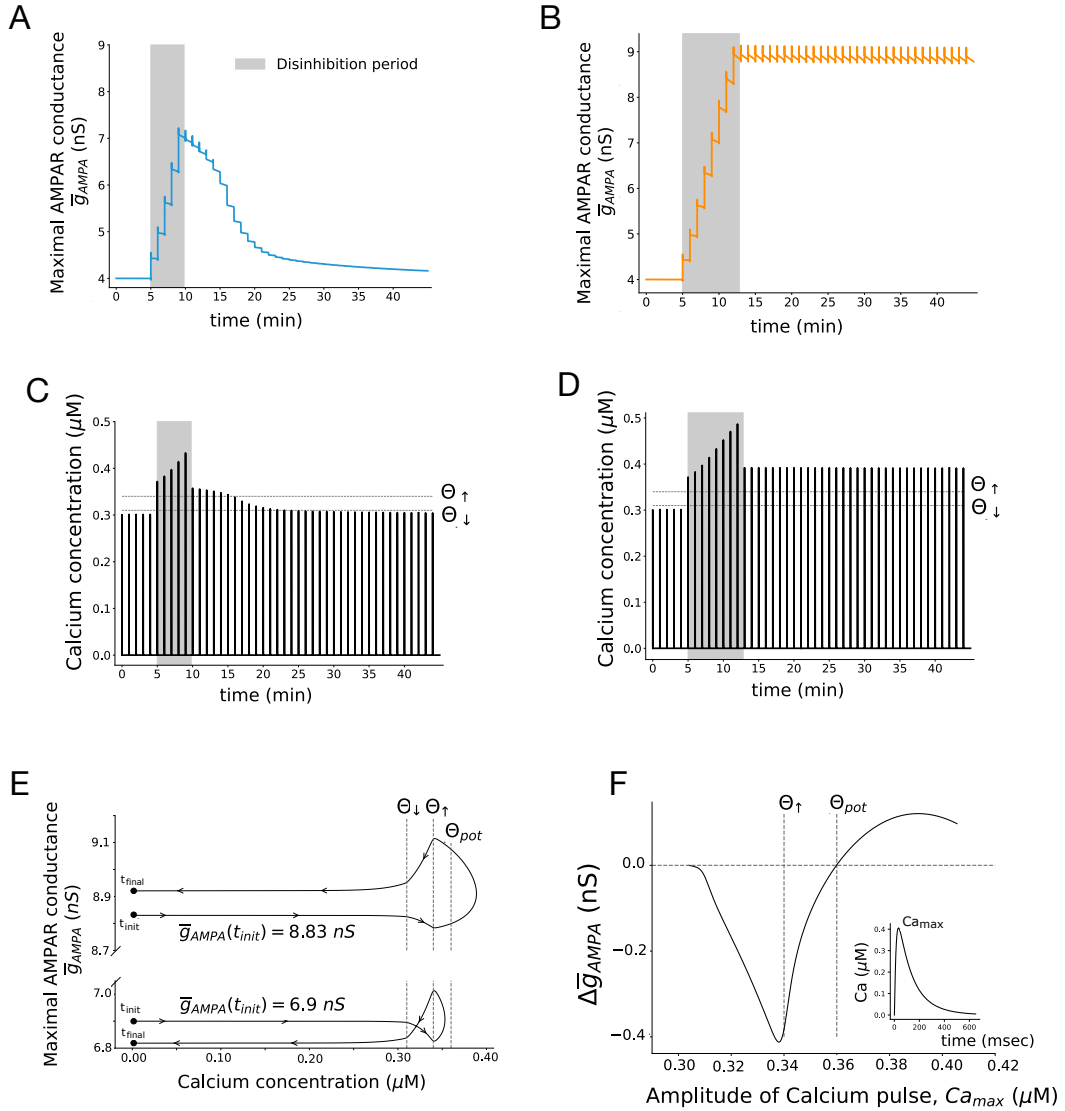 A
Maximal AMPAR conductance
g̅AMPA (nS)
9
8
7
6
5
4
0 5 10 15 20 25 30 35 40
time (min)
Disinhibition period
B
Maximal AMPAR conductance
g̅AMPA (nS)
9
8
7
6
5
4
0 5 10 15 20 25 30 35 40
time (min)
C
Calcium concentration (μM)
0.5
0.4
0.3
0.2
0.1
0.0
0 5 10 15 20 25 30 35 40
time (min)
Θ↑
Θ↓
D
Calcium concentration (μM)
0.5
0.4
0.3
0.2
0.1
0.0
0 5 10 15 20 25 30 35 40
time (min)
Θ↑
Θ↓
E
Maximal AMPAR conductance
g̅AMPA (nS)
Θ↓ Θ↑
Θpot
9.1
8.9
8.7
7.0
6.8
tfinal
tinit
g̅AMPA(tinit) = 8.83 nS
g̅AMPA(tinit) = 6.9 nS
tinit
tfinal
0.00 0.10 0.20 0.30 0.40
Calcium concentration (μM)
F
Δg̅AMPA (nS)
Θ↑ Θpot
0.0
−0.2
−0.4
Camax
Ca (μM)
0.4
0.3
0.2
0.1
0.0
0 200 400 600
time (msec)
0.30 0.32 0.34 0.36 0.38 0.40 0.42
Amplitude of Calcium pulse, Camax (μM)